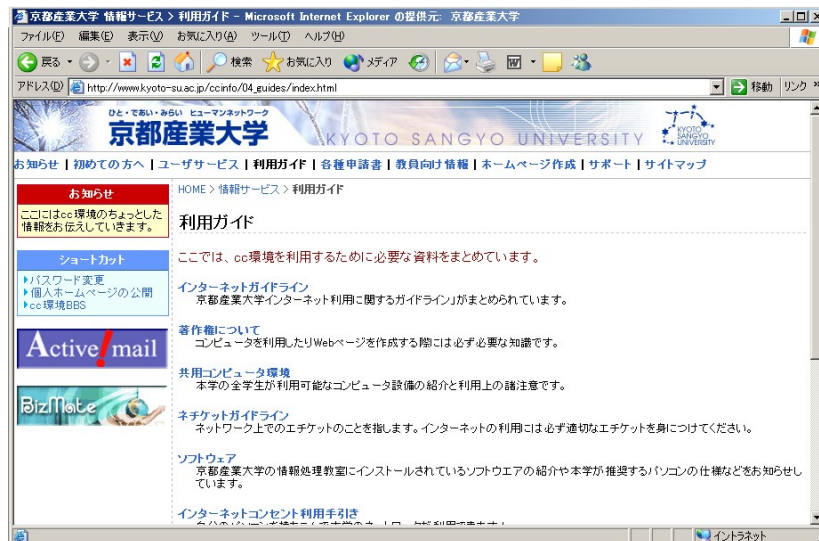 京都産業大学 情報サービス > 利用ガイド - Microsoft Internet Explorer の提供元: 京都産業大学
ファイル(F) 編集(E) 表示(V) お気に入り(A) ツール(T) ヘルプ(H)
戻る 検索 お気に入り メディア
アドレス(D) http://www.kyoto-su.ac.jp/ccinfo/04_guides/index.html 移動 リンク »
ひと・であい・みらい ヒューマンネットワーク
京都産業大学 KYOTO SANGYO UNIVERSITY
KYOTO SANGYO UNIVERSITY
お知らせ | 初めての方へ | ユーザサービス | 利用ガイド | 各種申請書 | 教員向け情報 | ホームページ作成 | サポート | サイトマップ
お知らせ
ここにはcc環境のちょっとした
情報をお伝えしていきます。
ショートカット
パスワード変更
個人ホームページの公開
cc環境BBS
Active!mail
BizMate
HOME > 情報サービス > 利用ガイド
利用ガイド
ここでは、cc環境を利用するために必要な資料をまとめています。
インターネットガイドライン
京都産業大学インターネット利用に関するガイドライン」がまとめられています。
著作権について
コンピュータを利用したりWebページを作成する際には必ず必要な知識です。
共用コンピュータ環境
本学の全学生が利用可能なコンピュータ設備の紹介と利用上の諸注意です。
ネチケットガイドライン
ネットワーク上でのエチケットのことを指します。インターネットの利用には必ず適切なエチケットを身につけてください。
ソフトウェア
京都産業大学の情報処理教室にインストールされているソフトウエアの紹介や本学が推奨するパソコンの仕様などをお知らせし
ています。
インターネットコンセント利用手引き
イントラネット